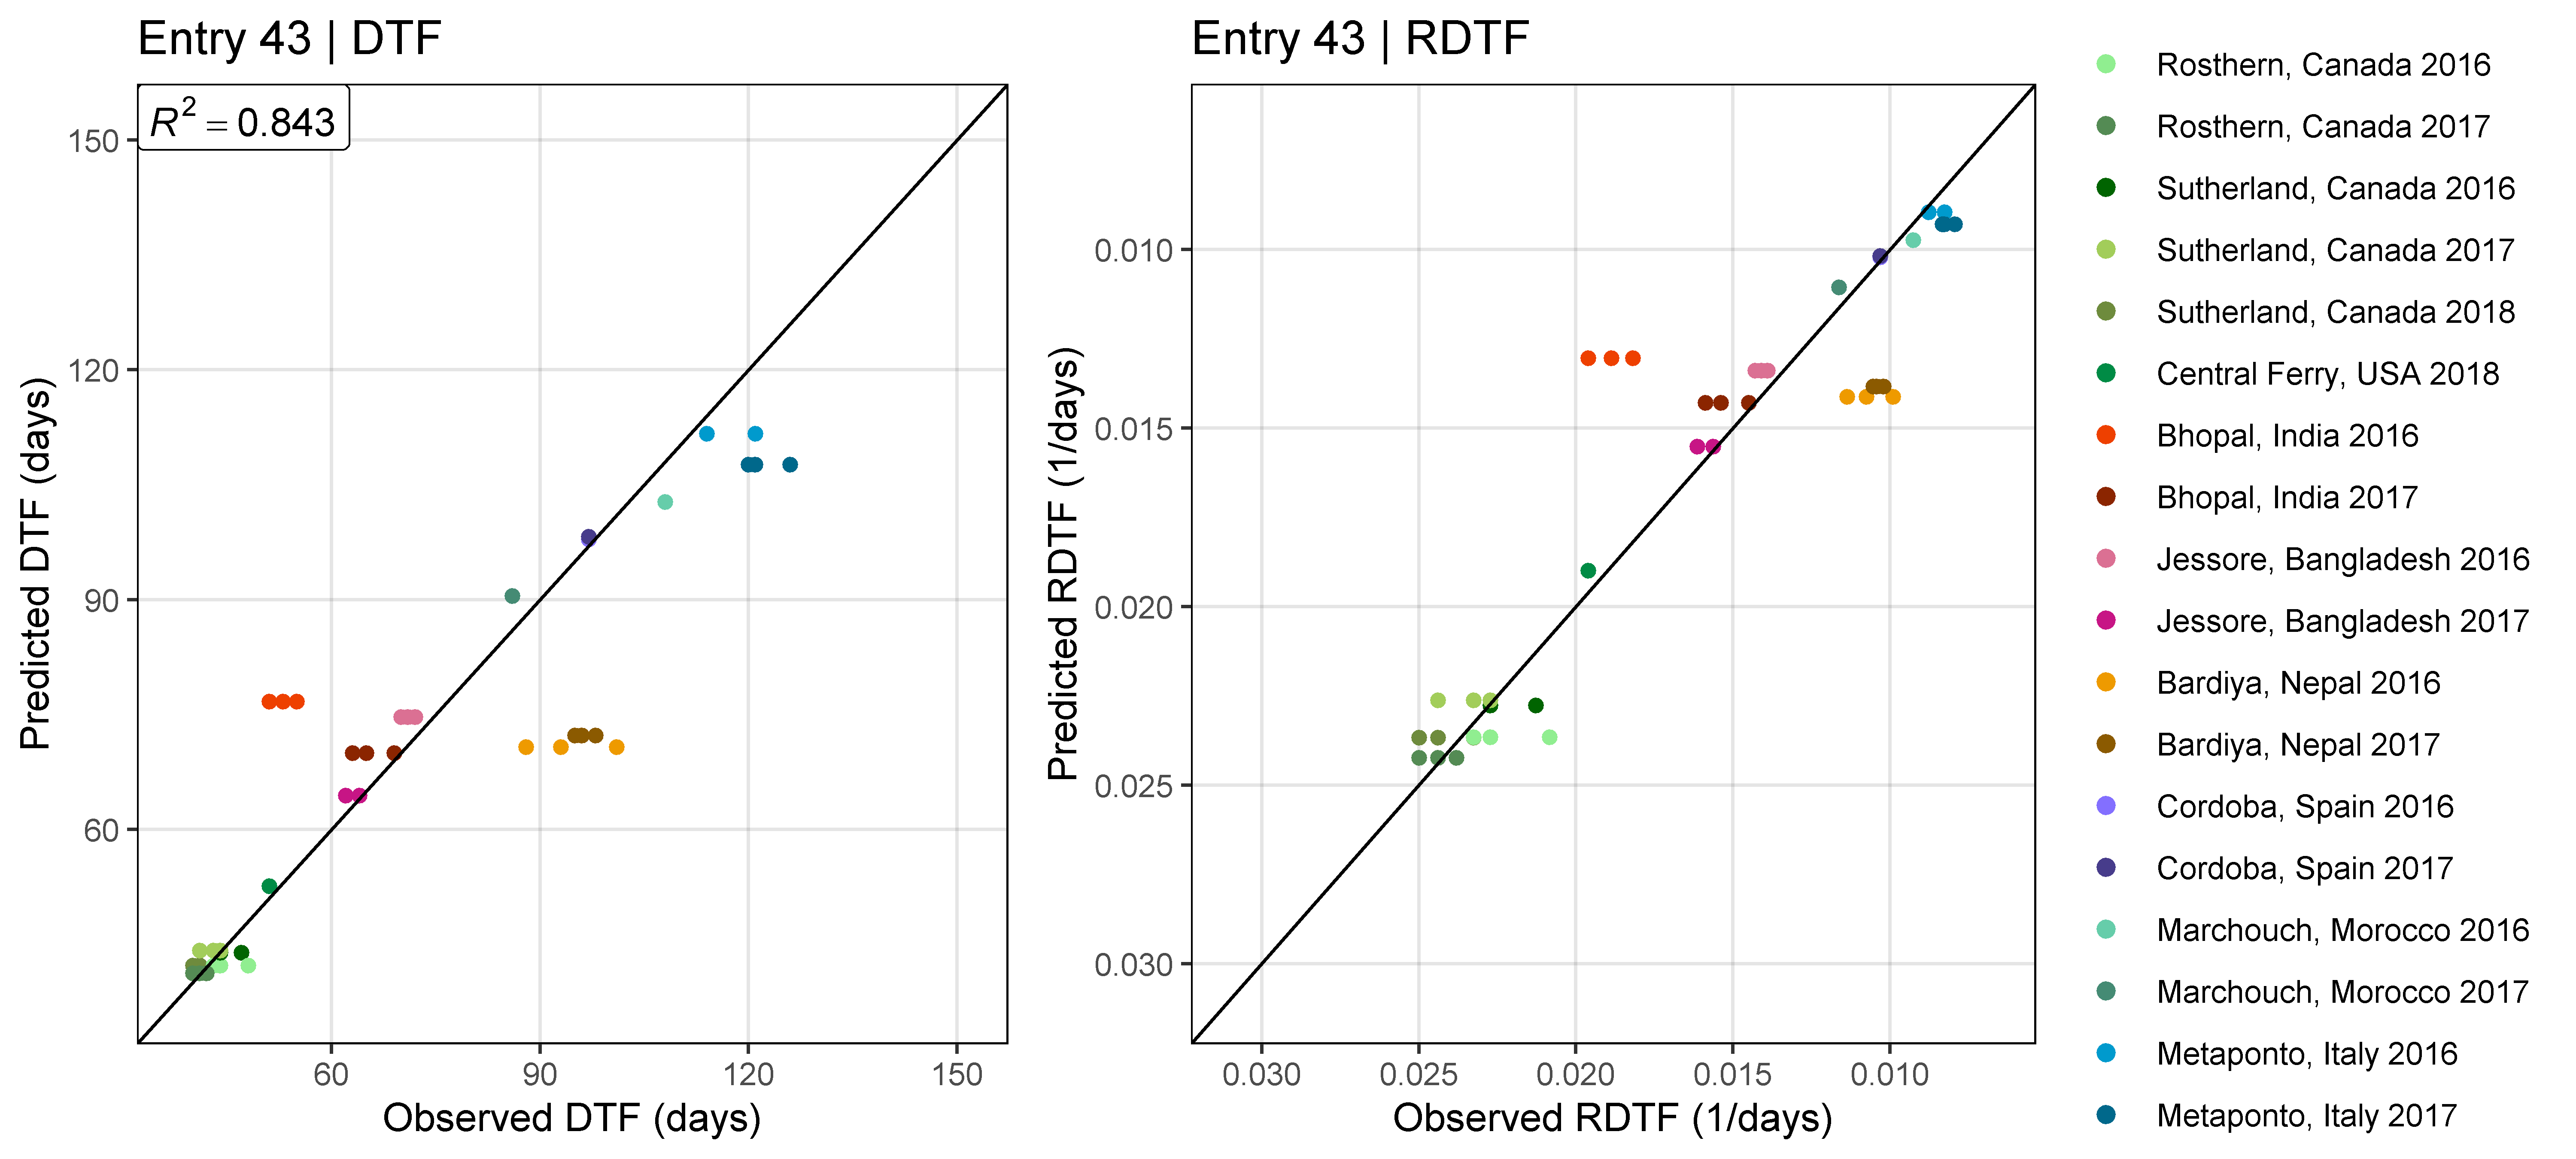 Entry 43 | DTF
R² = 0.843
150
120
90
60
Predicted DTF (days)
60 90 120 150
Observed DTF (days)
Entry 43 | RDTF
0.010
0.015
0.020
0.025
0.030
Predicted RDTF (1/days)
0.030 0.025 0.020 0.015 0.010
Observed RDTF (1/days)
Rosthern, Canada 2016
Rosthern, Canada 2017
Sutherland, Canada 2016
Sutherland, Canada 2017
Sutherland, Canada 2018
Central Ferry, USA 2018
Bhopal, India 2016
Bhopal, India 2017
Jessore, Bangladesh 2016
Jessore, Bangladesh 2017
Bardiya, Nepal 2016
Bardiya, Nepal 2017
Cordoba, Spain 2016
Cordoba, Spain 2017
Marchouch, Morocco 2016
Marchouch, Morocco 2017
Metaponto, Italy 2016
Metaponto, Italy 2017